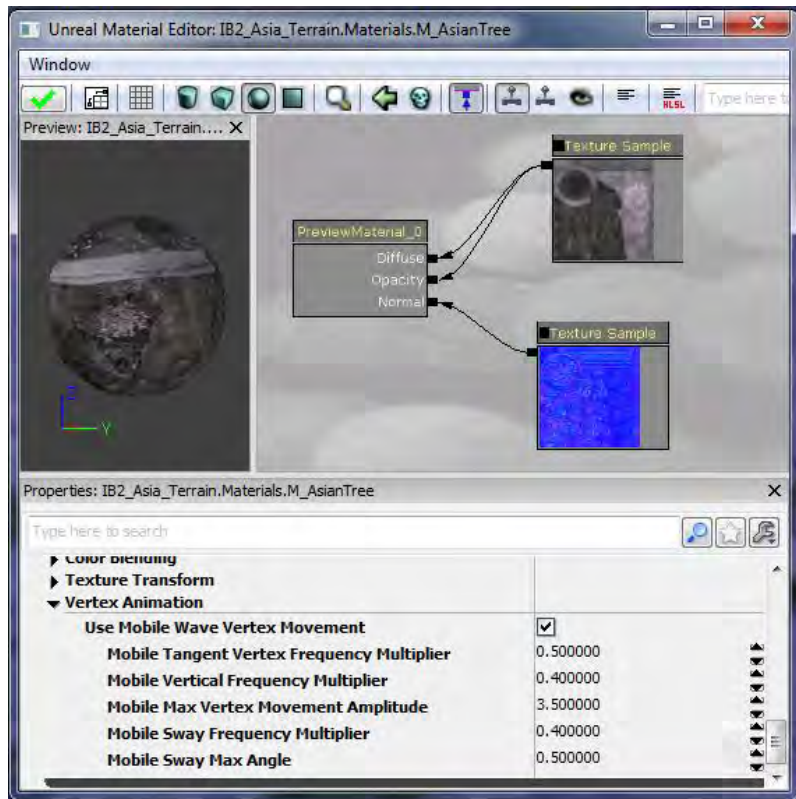 Unreal Material Editor: IB2_Asia_Terrain.Materials.M_AsianTree
Window
HLSL
Type here t
Preview: IB2_Asia_Terrain.... X
Texture Sample
PreviewMaterial_0
Diffuse
Opacity
Normal
Texture Sample
Z
Y
Properties: IB2_Asia_Terrain.Materials.M_AsianTree
Type here to search
Color Blending
Texture Transform
Vertex Animation
Use Mobile Wave Vertex Movement
Mobile Tangent Vertex Frequency Multiplier 0.500000
Mobile Vertical Frequency Multiplier 0.400000
Mobile Max Vertex Movement Amplitude 3.500000
Mobile Sway Frequency Multiplier 0.400000
Mobile Sway Max Angle 0.500000